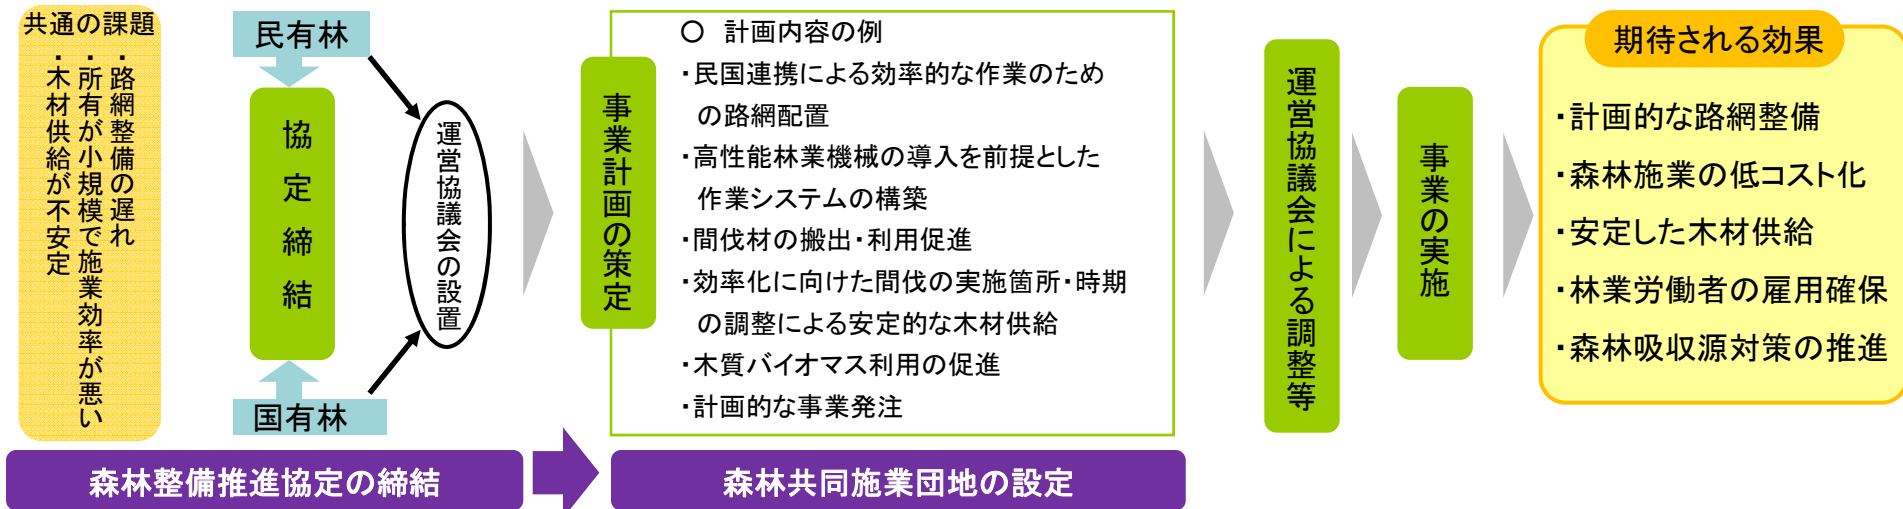 共通の課題
・路網整備の遅れ
・所有が小規模で施業効率が悪い
・木材供給が不安定
民有林
協定締結
国有林
運営協議会の設置
森林整備推進協定の締結
事業計画の策定
○ 計画内容の例
・民国連携による効率的な作業のため
の路網配置
・高性能林業機械の導入を前提とした
作業システムの構築
・間伐材の搬出・利用促進
・効率化に向けた間伐の実施箇所・時期
の調整による安定的な木材供給
・木質バイオマス利用の促進
・計画的な事業発注
森林共同施業団地の設定
運営協議会による調整等
事業の実施
期待される効果
・計画的な路網整備
・森林施業の低コスト化
・安定した木材供給
・林業労働者の雇用確保
・森林吸収源対策の推進